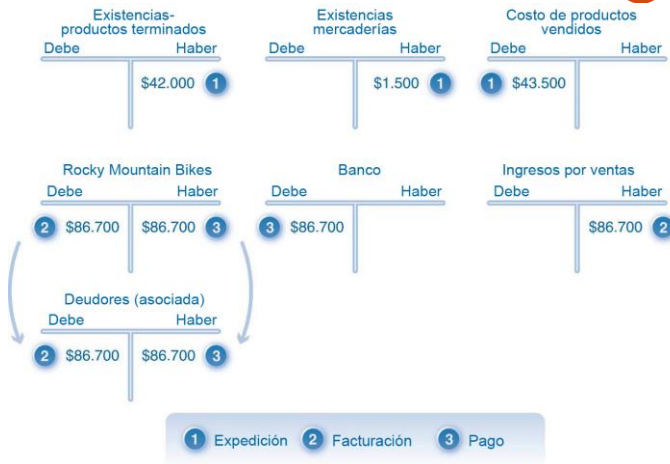 Existencias-
productos terminados
Debe Haber
$42.000 1
Existencias
mercaderías
Debe Haber
$1.500 1
Costo de productos
vendidos
Debe Haber
1 $43.500
Rocky Mountain Bikes
Debe Haber
2 $86.700 $86.700 3
Banco
Debe Haber
3 $86.700
Ingresos por ventas
Debe Haber
$86.700 2
Deudores (asociada)
Debe Haber
2 $86.700 $86.700 3
1 Expedición 2 Facturación 3 Pago